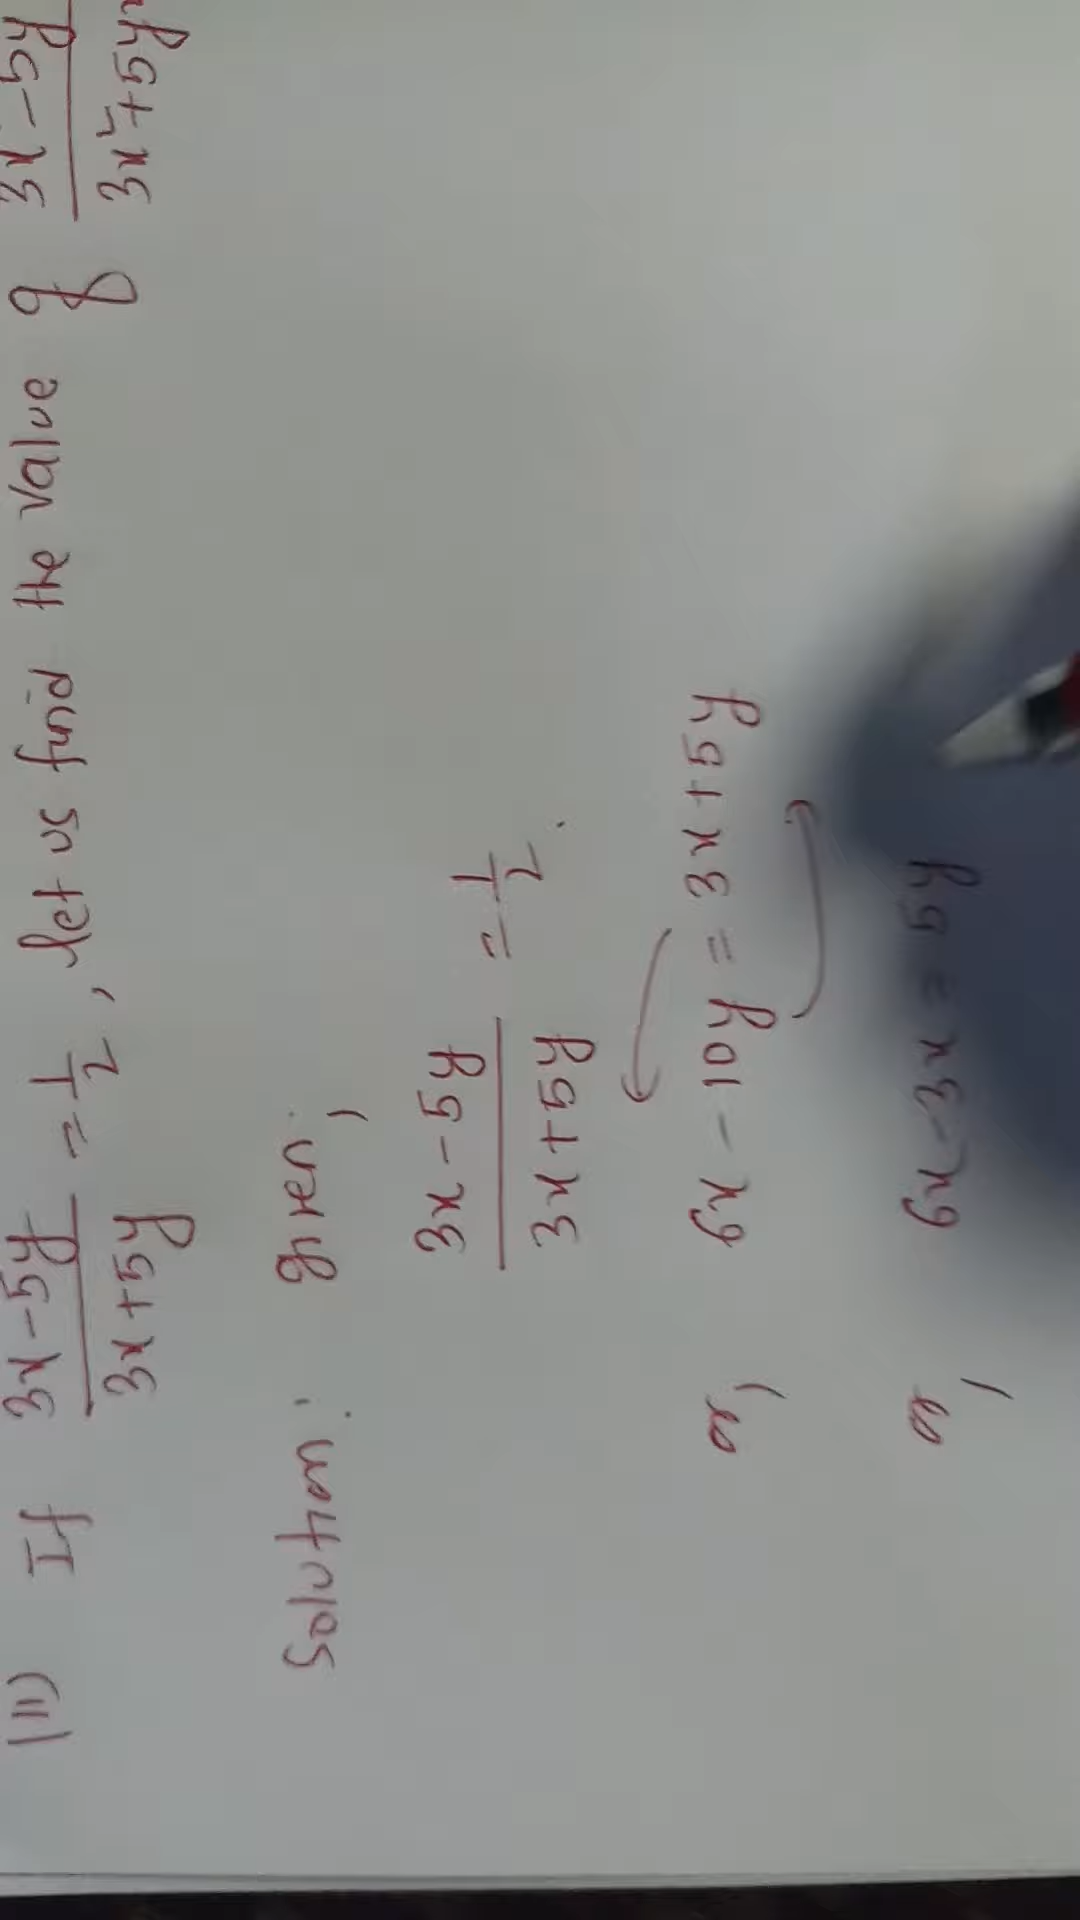 (ii) If (3x-5y)/(3x+5y) = 1/2, let us find the value of (3x²-5y²)/(3x²+5y²)
Solution: given,
(3x-5y)/(3x+5y) = 1/2.
or, 6x - 10y = 3x + 5y
or, 6x-3x = 5y